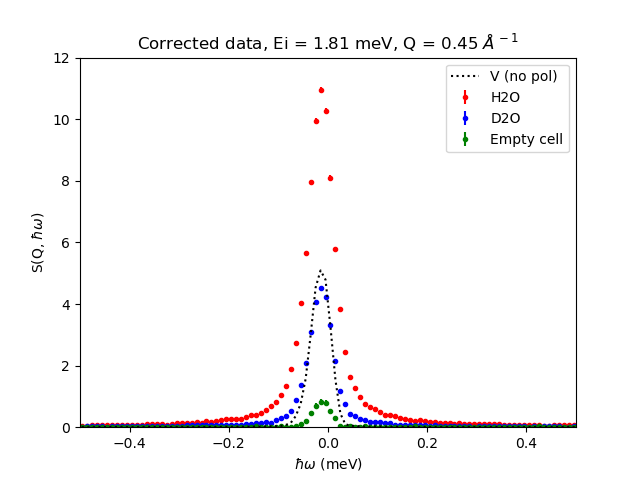 Corrected data, Ei = 1.81 meV, Q = 0.45 Å⁻¹
12
10
8
6
4
2
0
S(Q, ℏω)
V (no pol)
H2O
D2O
Empty cell
−0.4
−0.2
0.0
0.2
0.4
ℏω (meV)